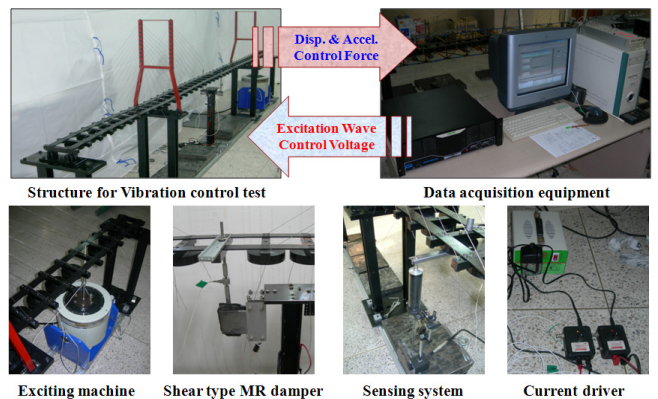 Disp. & Accel.
Control Force
Excitation Wave
Control Voltage
Structure for Vibration control test
Data acquisition equipment
Exciting machine
Shear type MR damper
Sensing system
Current driver